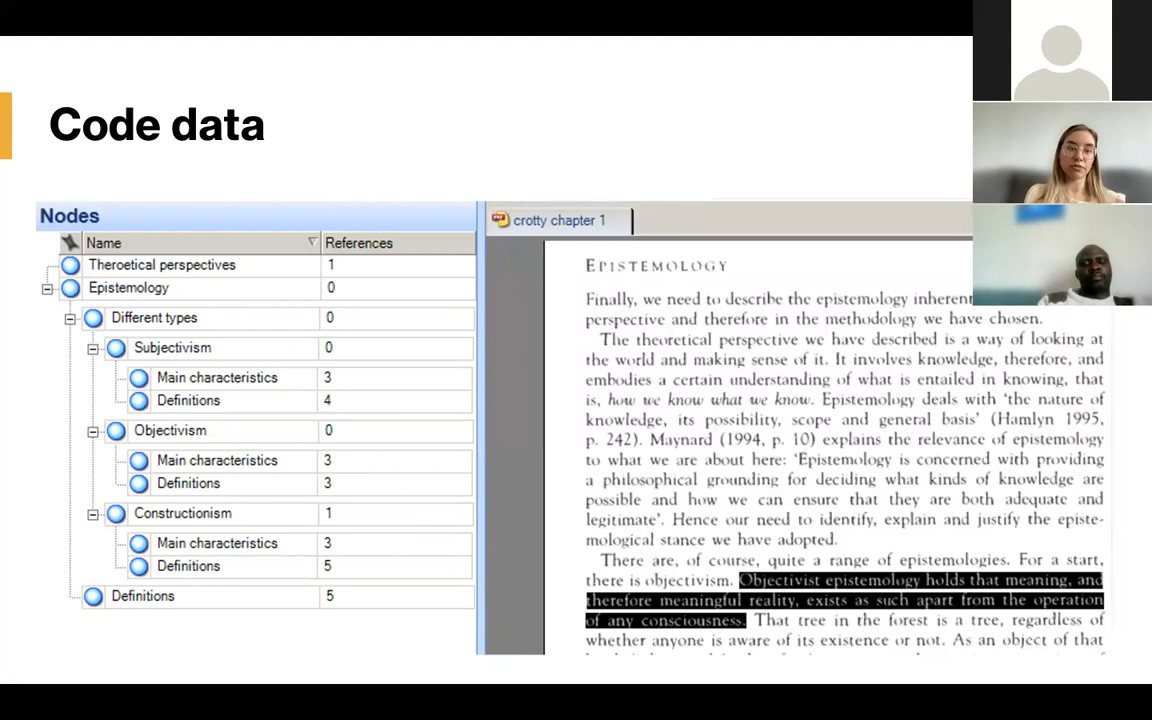 Code data
Nodes
Name References
Theroetical perspectives 1
Epistemology 0
Different types 0
Subjectivism 0
Main characteristics 3
Definitions 4
Objectivism 0
Main characteristics 3
Definitions 3
Constructionism 1
Main characteristics 3
Definitions 5
Definitions 5
crotty chapter 1
EPISTEMOLOGY
Finally, we need to describe the epistemology inherent
perspective and therefore in the methodology we have chosen.
The theoretical perspective we have described is a way of looking at
the world and making sense of it. It involves knowledge, therefore, and
embodies a certain understanding of what is entailed in knowing, that
is, how we know what we know. Epistemology deals with ‘the nature of
knowledge, its possibility, scope and general basis’ (Hamlyn 1995,
p. 242). Maynard (1994, p. 10) explains the relevance of epistemology
to what we are about here: ‘Epistemology is concerned with providing
a philosophical grounding for deciding what kinds of knowledge are
possible and how we can ensure that they are both adequate and
legitimate’. Hence our need to identify, explain and justify the episte-
mological stance we have adopted.
There are, of course, quite a range of epistemologies. For a start,
there is objectivism. Objectivist epistemology holds that meaning, and
therefore meaningful reality, exists as such apart from the operation
of any consciousness. That tree in the forest is a tree, regardless of
whether anyone is aware of its existence or not. As an object of that